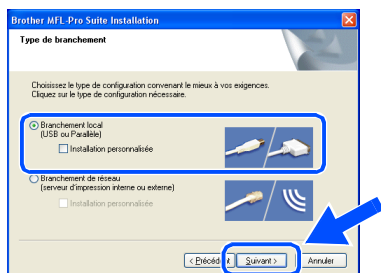 Brother MFL-Pro Suite Installation
Type de branchement
Choisissez le type de configuration convenant le mieux à vos exigences.
Cliquez sur le type de configuration nécessaire.
Branchement local
(USB ou Parallèle)
Installation personnalisée
Branchement de réseau
(serveur d'impression interne ou externe)
Installation personnalisée
< Précédent Suivant > Annuler